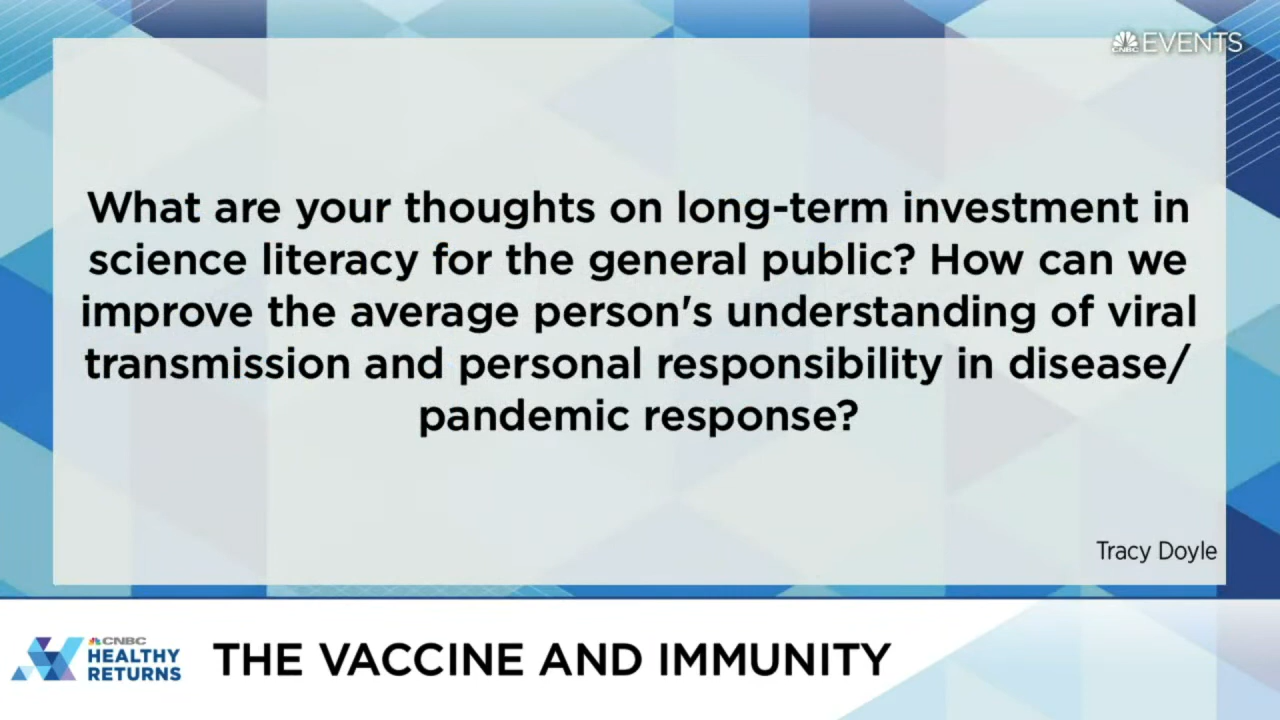 CNBC EVENTS
What are your thoughts on long-term investment in
science literacy for the general public? How can we
improve the average person's understanding of viral
transmission and personal responsibility in disease/
pandemic response?
Tracy Doyle
CNBC
HEALTHY
RETURNS
THE VACCINE AND IMMUNITY